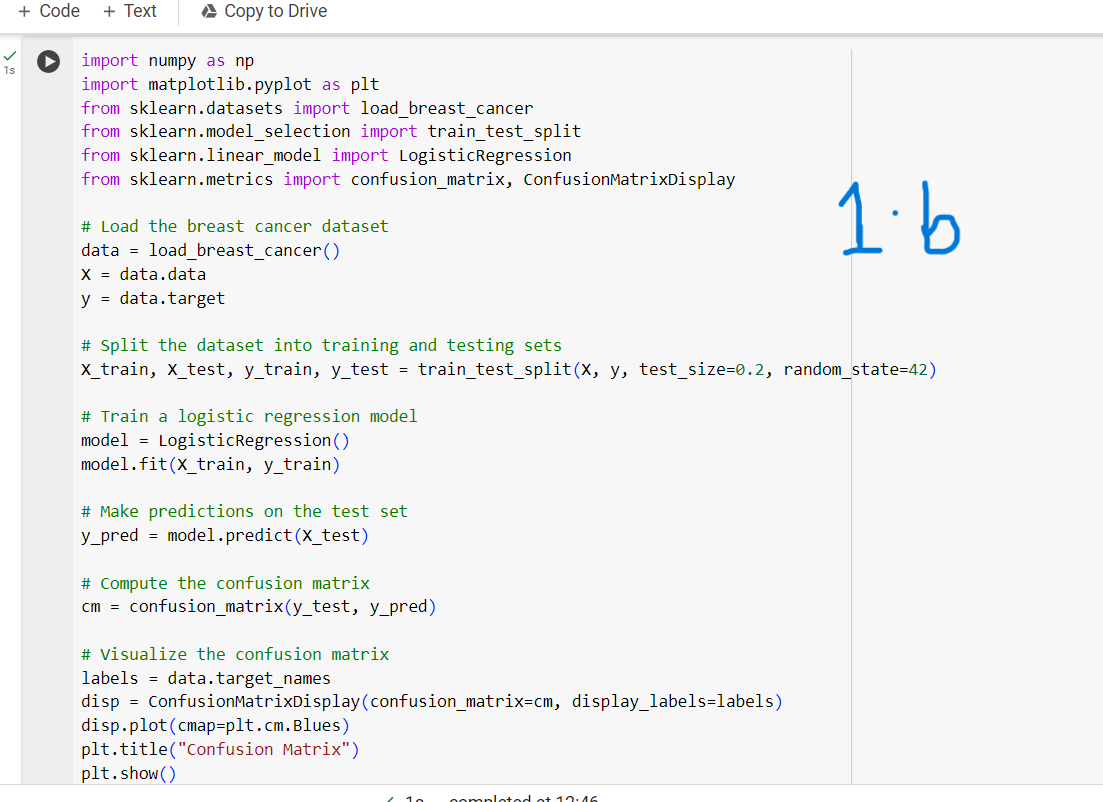 + Code + Text Copy to Drive
1s
import numpy as np
import matplotlib.pyplot as plt
from sklearn.datasets import load_breast_cancer
from sklearn.model_selection import train_test_split
from sklearn.linear_model import LogisticRegression
from sklearn.metrics import confusion_matrix, ConfusionMatrixDisplay
1.b
# Load the breast cancer dataset
data = load_breast_cancer()
X = data.data
y = data.target
# Split the dataset into training and testing sets
X_train, X_test, y_train, y_test = train_test_split(X, y, test_size=0.2, random_state=42)
# Train a logistic regression model
model = LogisticRegression()
model.fit(X_train, y_train)
# Make predictions on the test set
y_pred = model.predict(X_test)
# Compute the confusion matrix
cm = confusion_matrix(y_test, y_pred)
# Visualize the confusion matrix
labels = data.target_names
disp = ConfusionMatrixDisplay(confusion_matrix=cm, display_labels=labels)
disp.plot(cmap=plt.cm.Blues)
plt.title("Confusion Matrix")
plt.show()
✓ 1s completed at 12:46